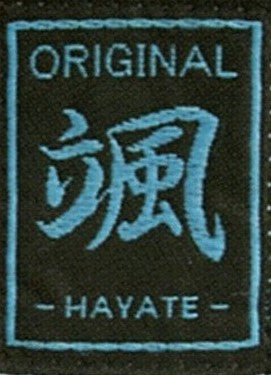 ORIGINAL
颯
- HAYATE -